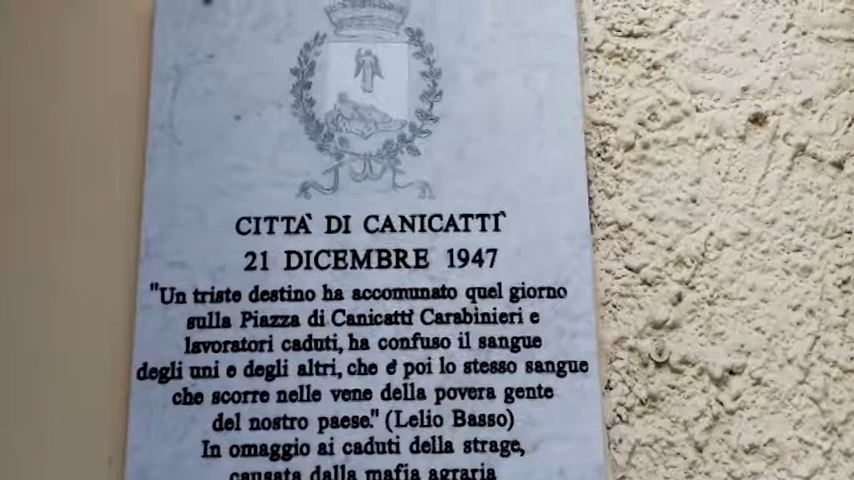 CITTÀ DI CANICATTÌ
21 DICEMBRE 1947
"Un triste destino ha accomunato quel giorno
sulla Piazza di Canicattì Carabinieri e
lavoratori caduti, ha confuso il sangue
degli uni e degli altri, che é poi lo stesso sangue
che scorre nelle vene della povera gente
del nostro paese." (Lelio Basso)
In omaggio ai caduti della strage,
causata dalla mafia agraria